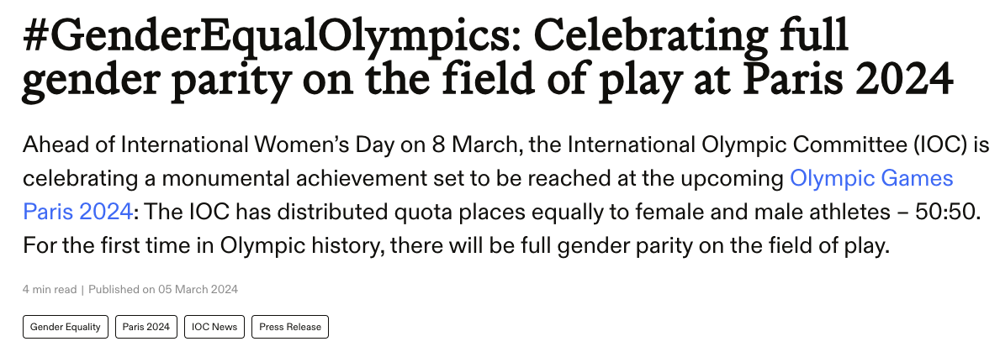 #GenderEqualOlympics: Celebrating full
gender parity on the field of play at Paris 2024
Ahead of International Women’s Day on 8 March, the International Olympic Committee (IOC) is
celebrating a monumental achievement set to be reached at the upcoming Olympic Games
Paris 2024: The IOC has distributed quota places equally to female and male athletes – 50:50.
For the first time in Olympic history, there will be full gender parity on the field of play.
4 min read | Published on 05 March 2024
Gender Equality Paris 2024 IOC News Press Release